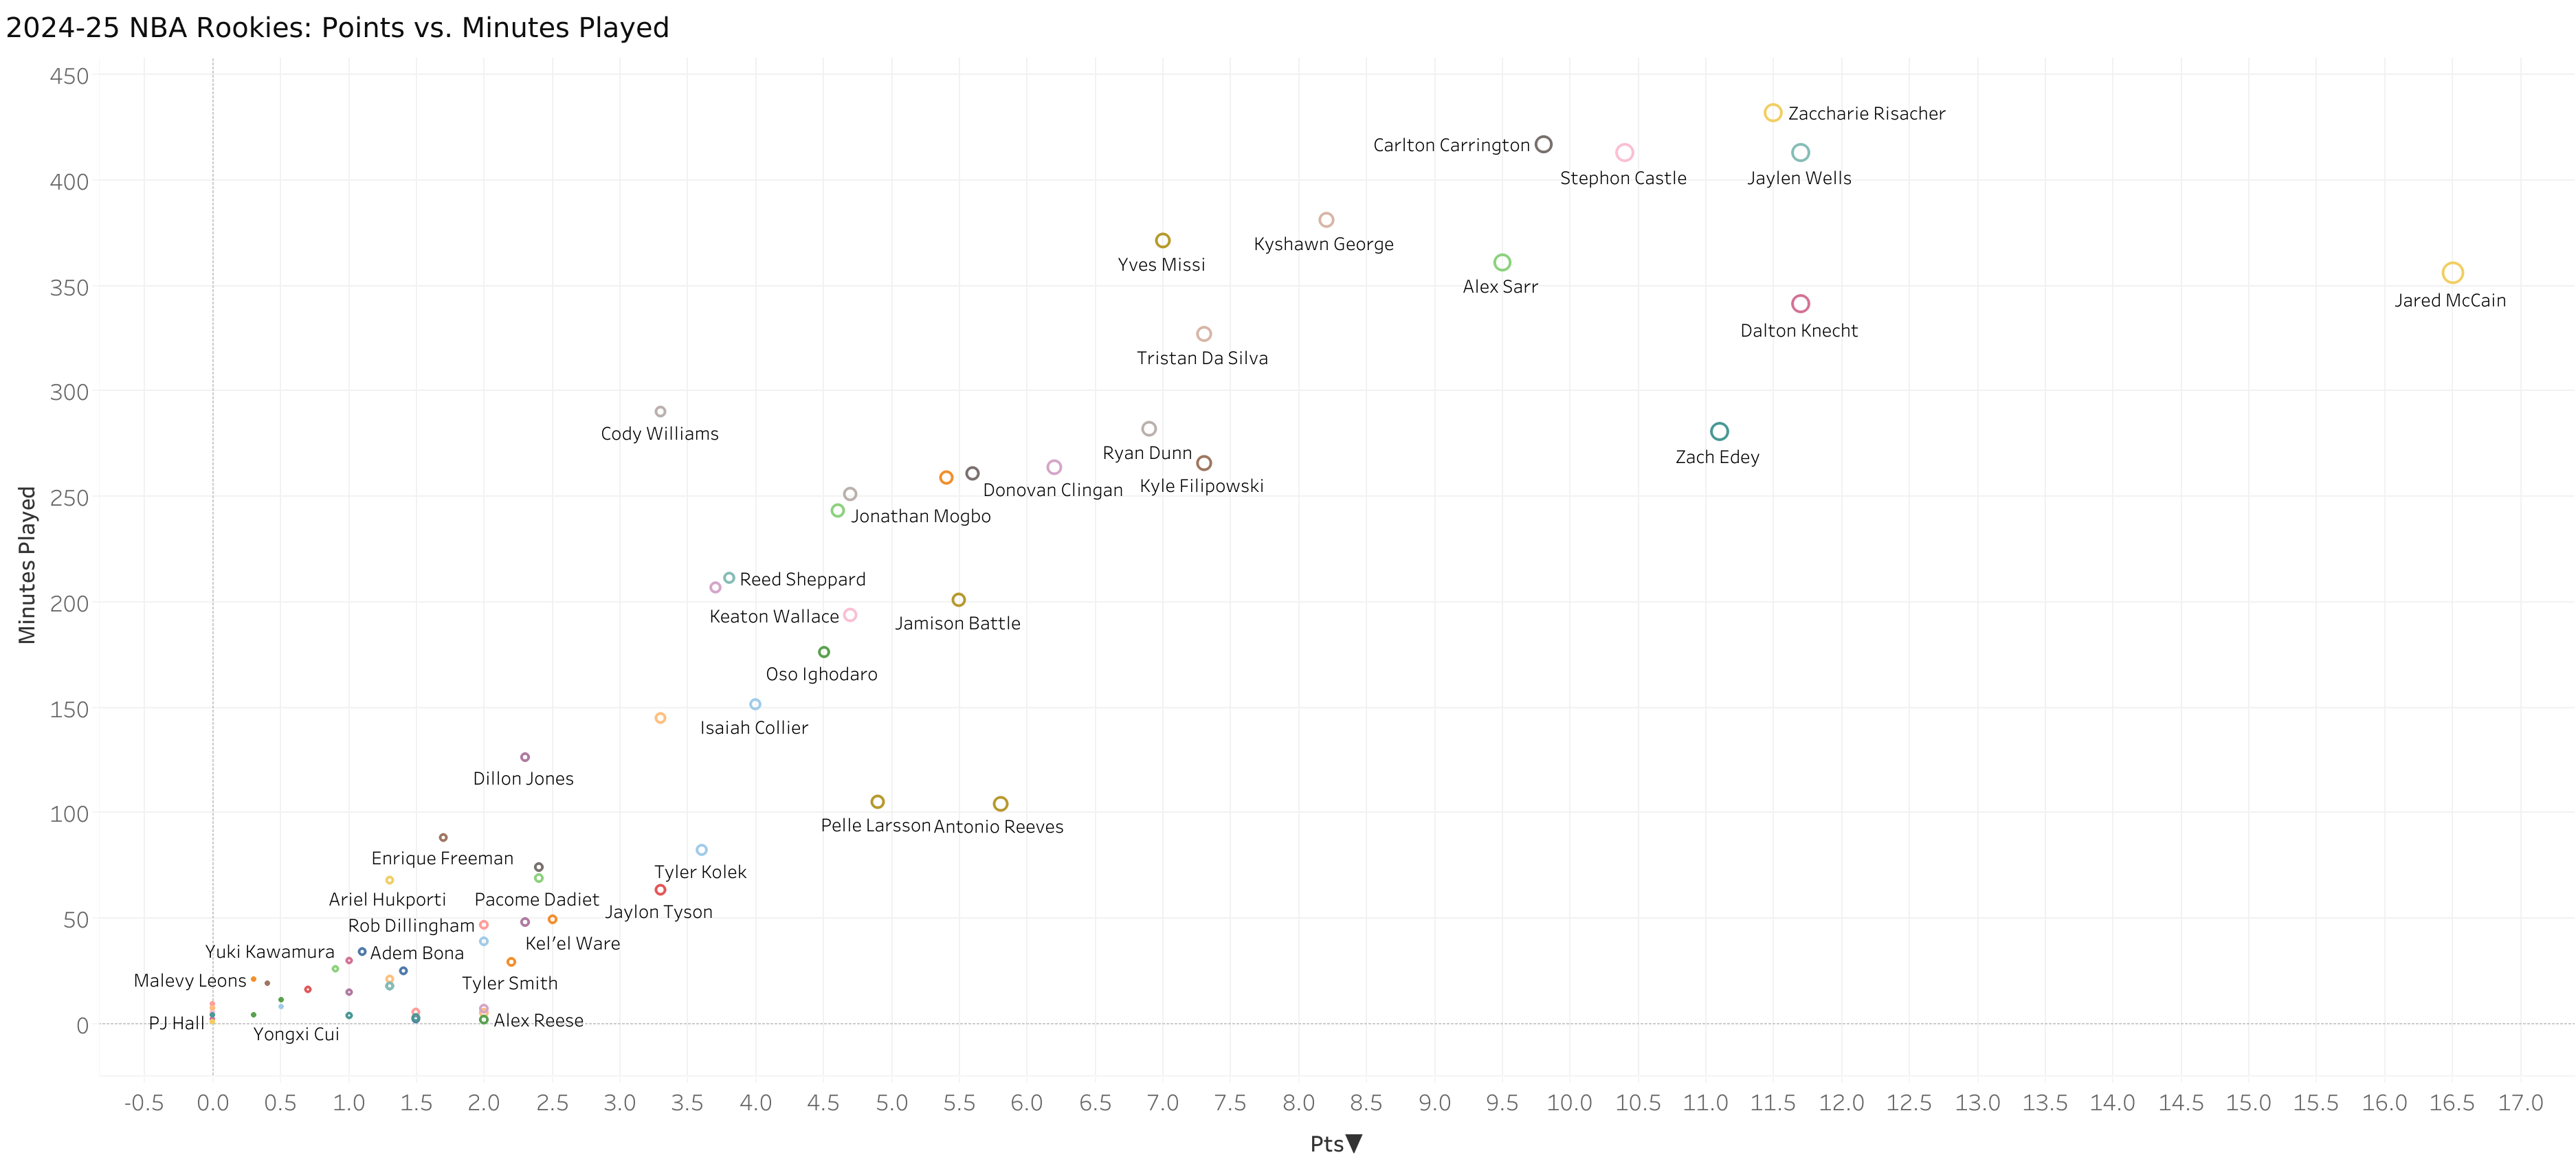 2024-25 NBA Rookies: Points vs. Minutes Played
450
Zaccharie Risacher
Carlton Carrington
Stephon Castle
Jaylen Wells
400
Kyshawn George
Yves Missi
Alex Sarr
350
Jared McCain
Dalton Knecht
Tristan Da Silva
300
Cody Williams
Ryan Dunn
Zach Edey
Kyle Filipowski
Donovan Clingan
250
Jonathan Mogbo
Reed Sheppard
200
Keaton Wallace
Jamison Battle
Oso Ighodaro
150
Isaiah Collier
Dillon Jones
100
Pelle Larsson
Antonio Reeves
Enrique Freeman
Tyler Kolek
Ariel Hukporti
Pacome Dadiet
Jaylon Tyson
50
Rob Dillingham
Kel'el Ware
Yuki Kawamura
Adem Bona
Malevy Leons
Tyler Smith
PJ Hall
0
Alex Reese
Yongxi Cui
Minutes Played
-0.5 0.0 0.5 1.0 1.5 2.0 2.5 3.0 3.5 4.0 4.5 5.0 5.5 6.0 6.5 7.0 7.5 8.0 8.5 9.0 9.5 10.0 10.5 11.0 11.5 12.0 12.5 13.0 13.5 14.0 14.5 15.0 15.5 16.0 16.5 17.0
Pts